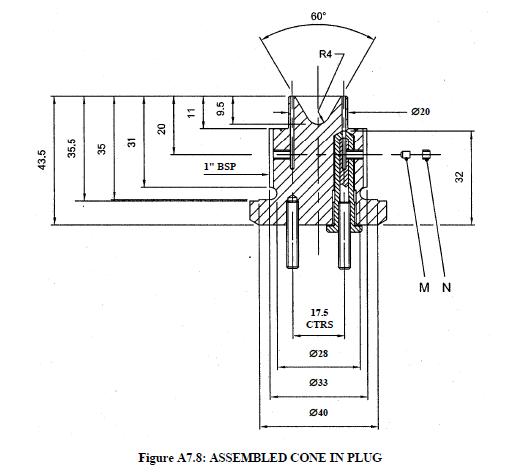 60°
R4
Ø20
9.5
11
20
31
35
35.5
43.5
1" BSP
32
M N
17.5
CTRS
Ø28
Ø33
Ø40
Figure A7.8: ASSEMBLED CONE IN PLUG